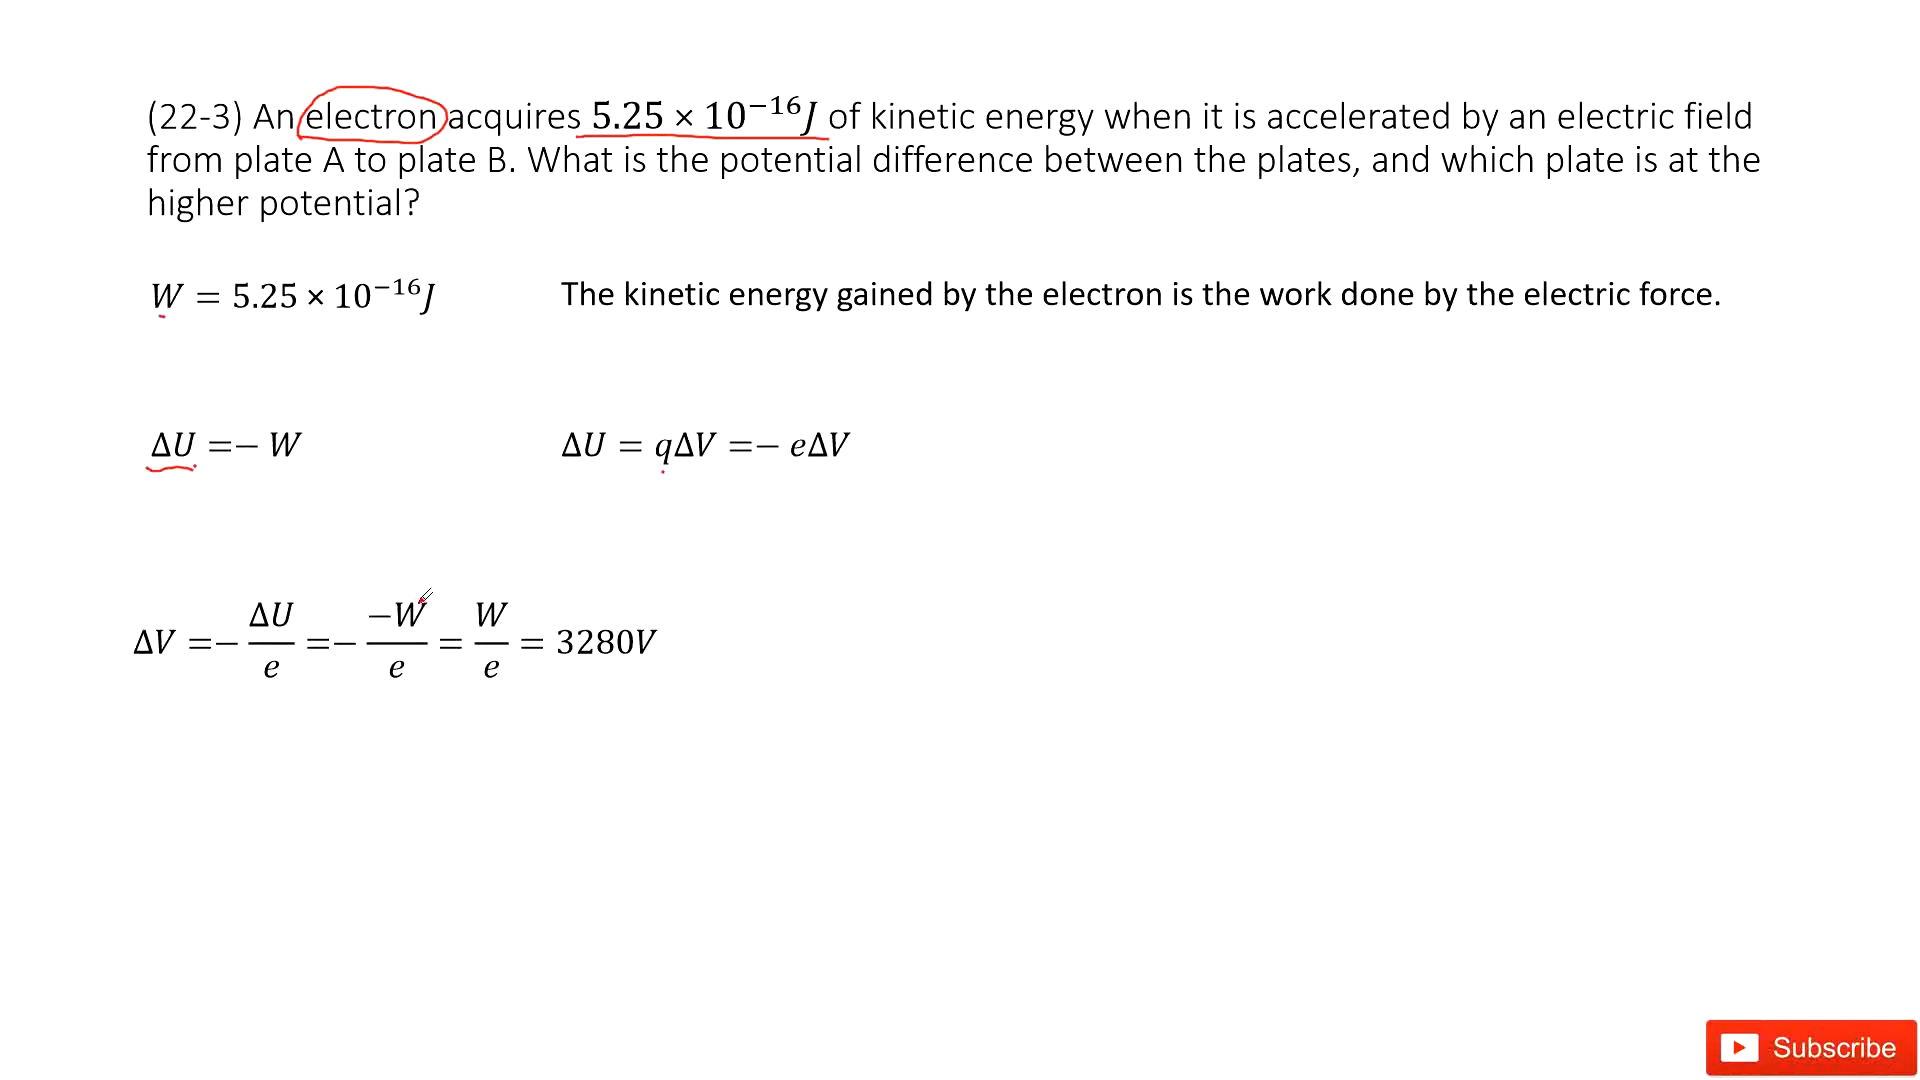 (22-3) An electron acquires 5.25 × 10⁻¹⁶J of kinetic energy when it is accelerated by an electric field
from plate A to plate B. What is the potential difference between the plates, and which plate is at the
higher potential?
W = 5.25 × 10⁻¹⁶J The kinetic energy gained by the electron is the work done by the electric force.
ΔU =− W ΔU = qΔV =− eΔV
ΔV =− ΔU/e =− −W/e = W/e = 3280V
Subscribe